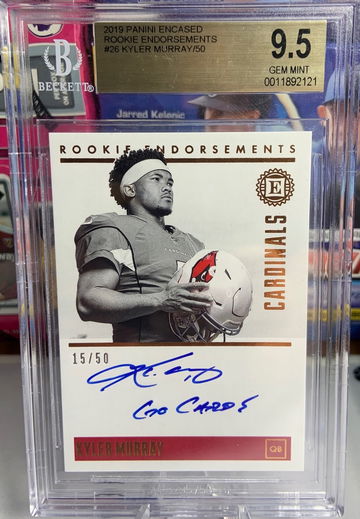 2019 PANINI ENCASED
ROOKIE ENDORSEMENTS
#26 KYLER MURRAY/50
9.5
GEM MINT
0011892121
B
BECKETT
Jarred Kelenic
ROOKIE ENDORSEMENTS
E
CARDINALS
15/50
GO CARDS
KYLER MURRAY
QB